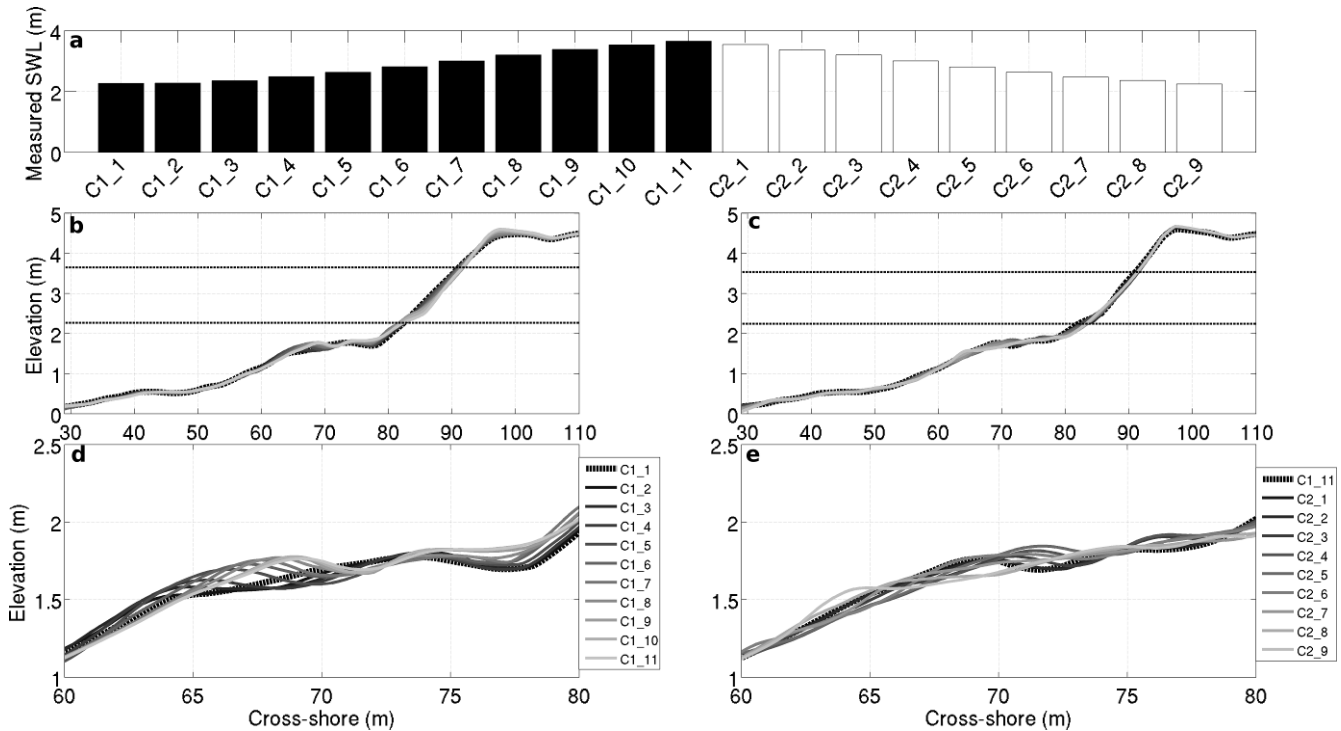 a
Measured SWL (m)
4
2
0
C1_1 C1_2 C1_3 C1_4 C1_5 C1_6 C1_7 C1_8 C1_9 C1_10 C1_11 C2_1 C2_2 C2_3 C2_4 C2_5 C2_6 C2_7 C2_8 C2_9
b
Elevation (m)
5
4
3
2
1
0
30 40 50 60 70 80 90 100 110
c
5
4
3
2
1
0
30 40 50 60 70 80 90 100 110
d
Elevation (m)
2.5
2
1.5
1
60 65 70 75 80
Cross-shore (m)
C1_1
C1_2
C1_3
C1_4
C1_5
C1_6
C1_7
C1_8
C1_9
C1_10
C1_11
e
2.5
2
1.5
1
60 65 70 75 80
Cross-shore (m)
C1_11
C2_1
C2_2
C2_3
C2_4
C2_5
C2_6
C2_7
C2_8
C2_9